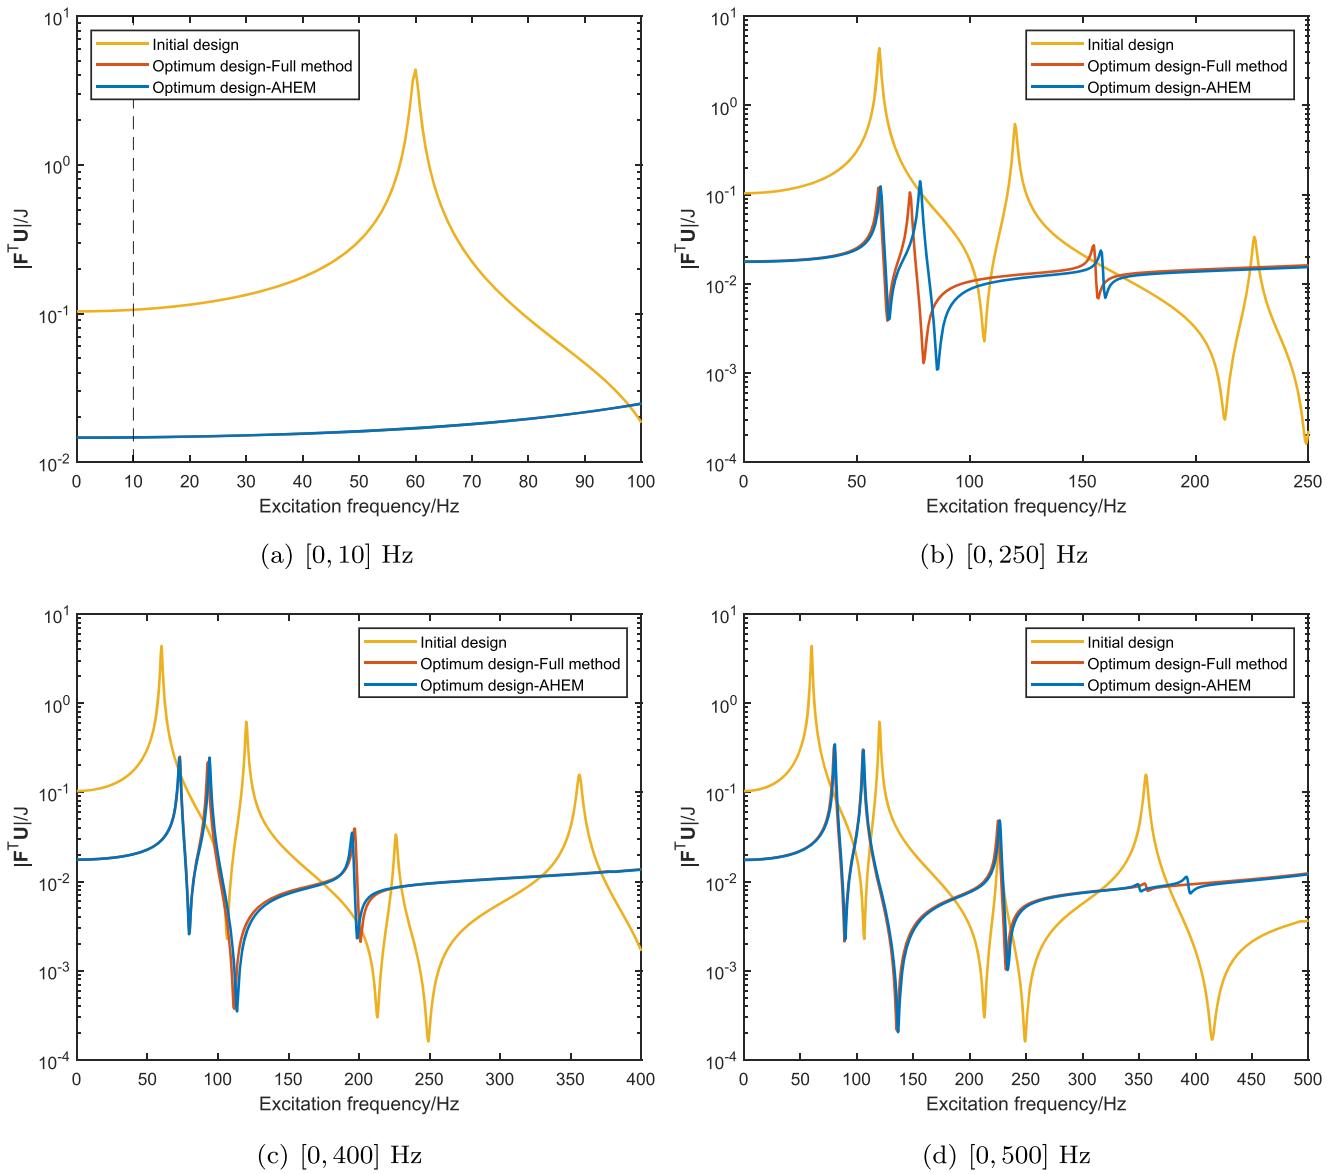 10^1
10^0
10^-1
10^-2
|F^T U|/J
Initial design
Optimum design-Full method
Optimum design-AHEM
0 10 20 30 40 50 60 70 80 90 100
Excitation frequency/Hz
(a) [0, 10] Hz
10^1
10^0
10^-1
10^-2
10^-3
10^-4
|F^T U|/J
Initial design
Optimum design-Full method
Optimum design-AHEM
0 50 100 150 200 250
Excitation frequency/Hz
(b) [0, 250] Hz
10^1
10^0
10^-1
10^-2
10^-3
10^-4
|F^T U|/J
Initial design
Optimum design-Full method
Optimum design-AHEM
0 50 100 150 200 250 300 350 400
Excitation frequency/Hz
(c) [0, 400] Hz
10^1
10^0
10^-1
10^-2
10^-3
10^-4
|F^T U|/J
Initial design
Optimum design-Full method
Optimum design-AHEM
0 50 100 150 200 250 300 350 400 450 500
Excitation frequency/Hz
(d) [0, 500] Hz